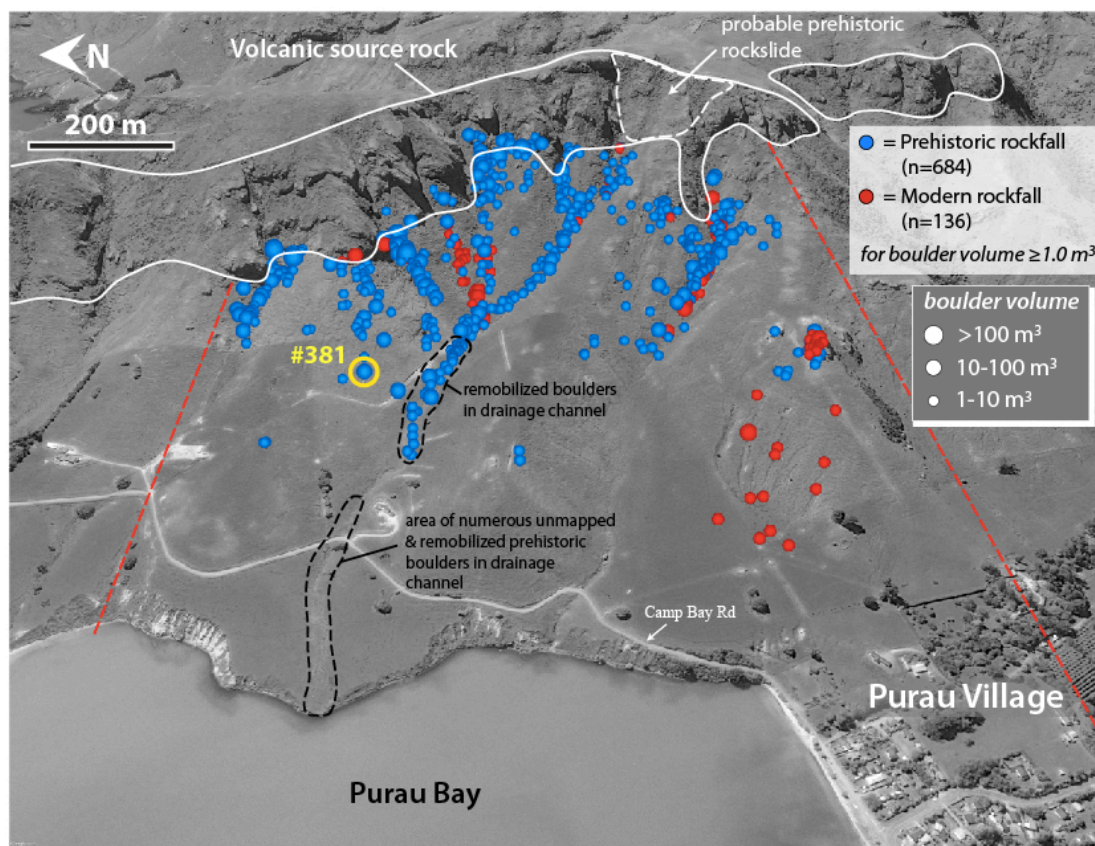 N
200 m
Volcanic source rock
probable prehistoric
rockslide
= Prehistoric rockfall
(n=684)
= Modern rockfall
(n=136)
for boulder volume ≥1.0 m³
boulder volume
>100 m³
10-100 m³
1-10 m³
#381
remobilized boulders
in drainage channel
area of numerous unmapped
& remobilized prehistoric
boulders in drainage
channel
Camp Bay Rd
Purau Village
Purau Bay